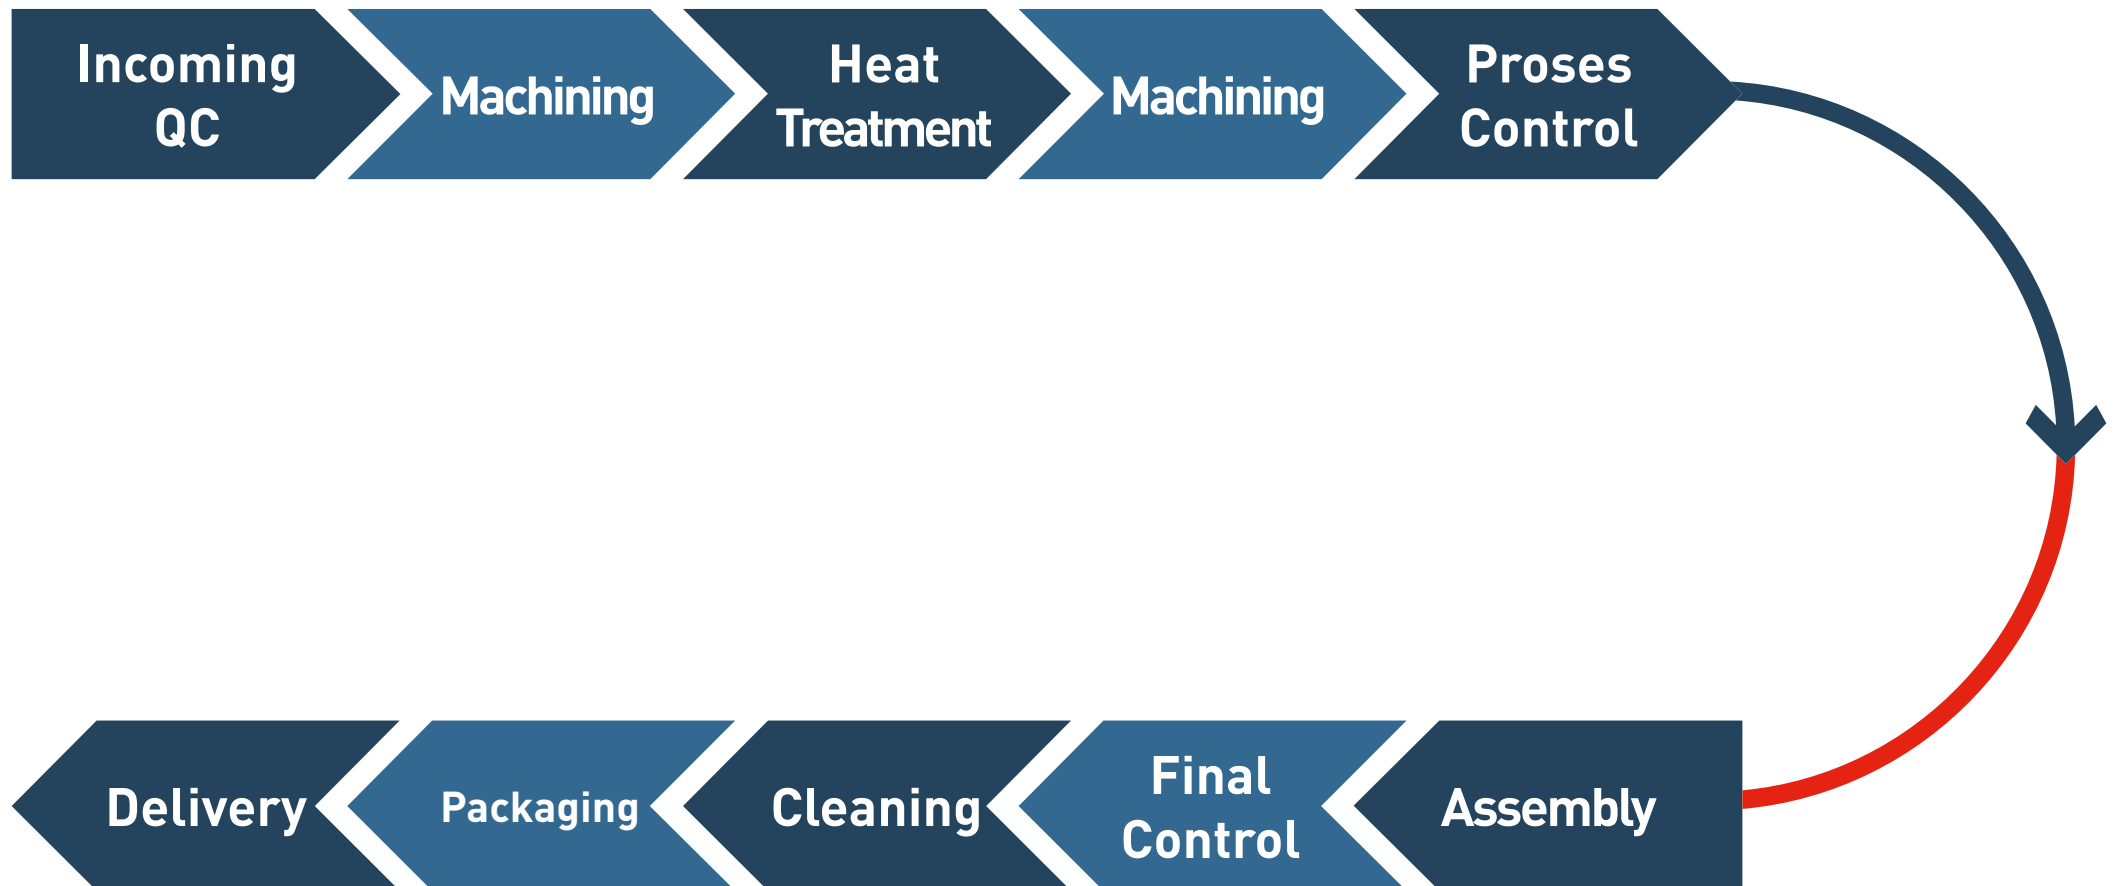 Incoming
QC
Machining
Heat
Treatment
Machining
Proses
Control
Assembly
Final
Control
Cleaning
Packaging
Delivery